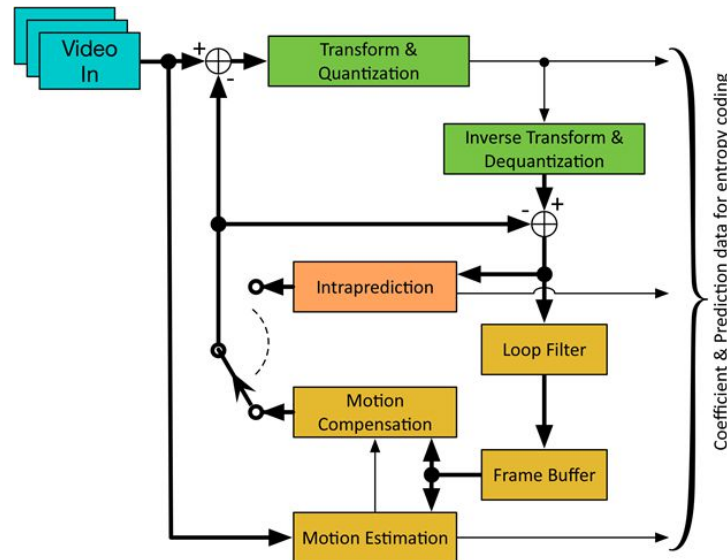 Video
In
+
-
Transform &
Quantization
Inverse Transform &
Dequantization
-
+
Intraprediction
Loop Filter
Motion
Compensation
Frame Buffer
Motion Estimation
Coefficient & Prediction data for entropy coding